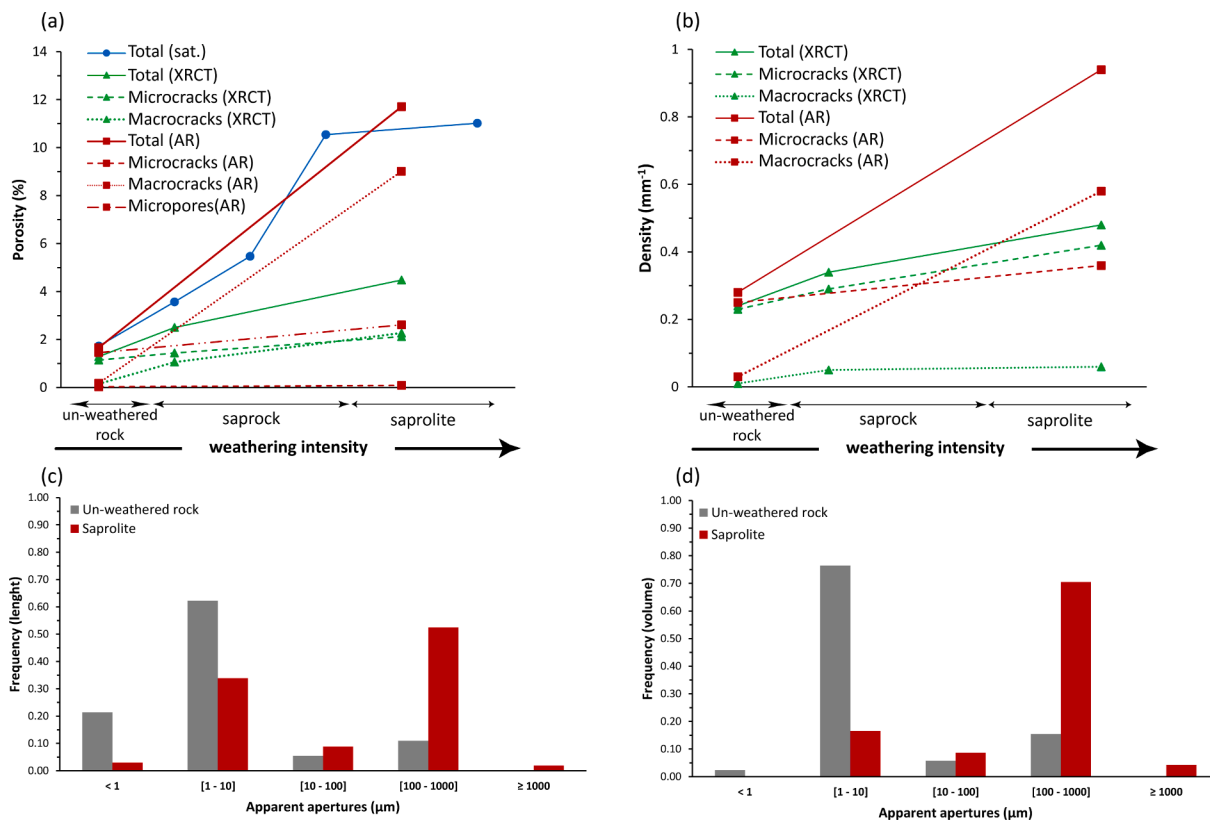 (a)
14
12
10
8
6
4
2
0
Porosity (%)
Total (sat.)
Total (XRCT)
Microcracks (XRCT)
Macrocracks (XRCT)
Total (AR)
Microcracks (AR)
Macrocracks (AR)
Micropores(AR)
un-weathered
rock
saprock
saprolite
weathering intensity
(b)
1
0.8
0.6
0.4
0.2
0
Density (mm⁻¹)
Total (XRCT)
Microcracks (XRCT)
Macrocracks (XRCT)
Total (AR)
Microcracks (AR)
Macrocracks (AR)
un-weathered
rock
saprock
saprolite
weathering intensity
(c)
1.00
0.90
0.80
0.70
0.60
0.50
0.40
0.30
0.20
0.10
0.00
Frequency (lenght)
Un-weathered rock
Saprolite
< 1
[1 - 10]
[10 - 100]
[100 - 1000]
≥ 1000
Apparent apertures (µm)
(d)
1.00
0.90
0.80
0.70
0.60
0.50
0.40
0.30
0.20
0.10
0.00
Frequency (volume)
Un-weathered rock
Saprolite
< 1
[1 - 10]
[10 - 100]
[100 - 1000]
≥ 1000
Apparent apertures (µm)